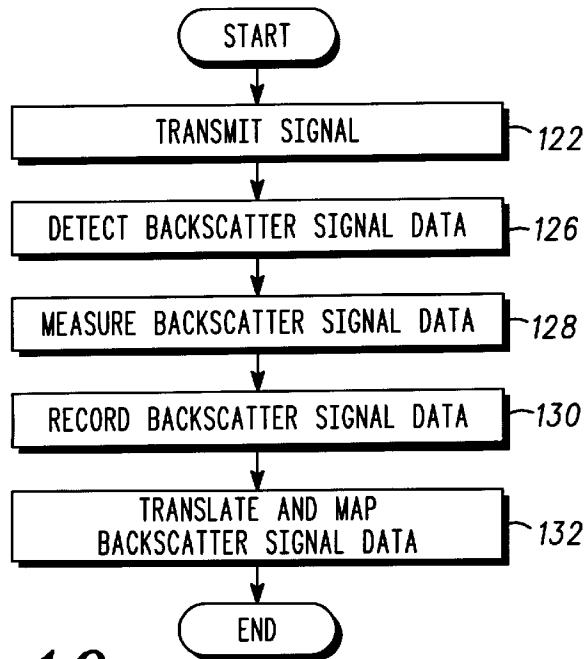 START
TRANSMIT SIGNAL
122
DETECT BACKSCATTER SIGNAL DATA
126
MEASURE BACKSCATTER SIGNAL DATA
128
RECORD BACKSCATTER SIGNAL DATA
130
TRANSLATE AND MAP
BACKSCATTER SIGNAL DATA
132
END